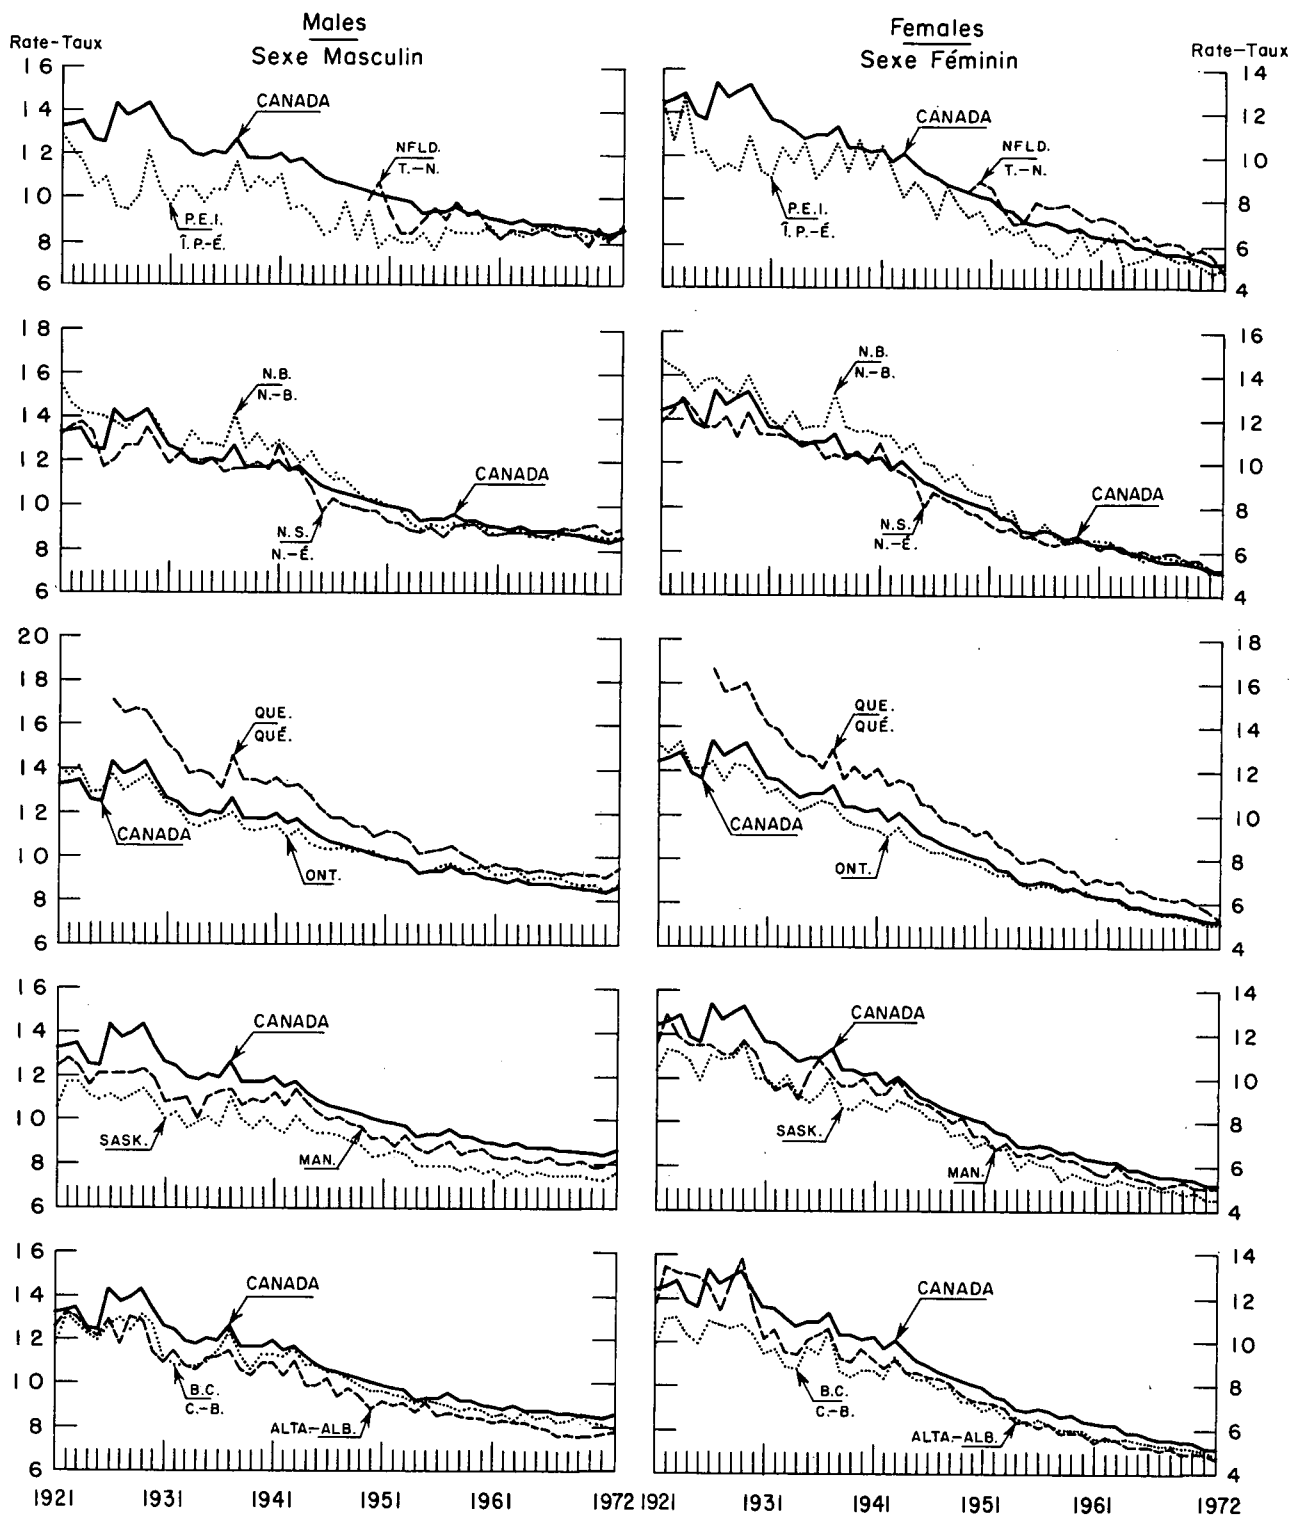 Males
Sexe Masculin
Females
Sexe Féminin
Rate-Taux
Rate-Taux
16
14
12
10
8
6
CANADA
NFLD.
T.-N.
P.E.I.
Î.P.-É.
CANADA
NFLD.
T.-N.
P.E.I.
Î.P.-É.
14
12
10
8
6
4
18
16
14
12
10
8
6
N.B.
N.-B.
CANADA
N.S.
N.-É.
N.B.
N.-B.
CANADA
N.S.
N.-É.
16
14
12
10
8
6
4
20
18
16
14
12
10
8
6
QUE.
QUÉ.
CANADA
ONT.
QUE.
QUÉ.
CANADA
ONT.
18
16
14
12
10
8
6
4
16
14
12
10
8
6
CANADA
SASK.
MAN.
CANADA
SASK.
MAN.
14
12
10
8
6
4
16
14
12
10
8
6
CANADA
B.C.
C.-B.
ALTA-ALB.
CANADA
B.C.
C.-B.
ALTA-ALB.
14
12
10
8
6
4
1921 1931 1941 1951 1961 1972
1921 1931 1941 1951 1961 1972